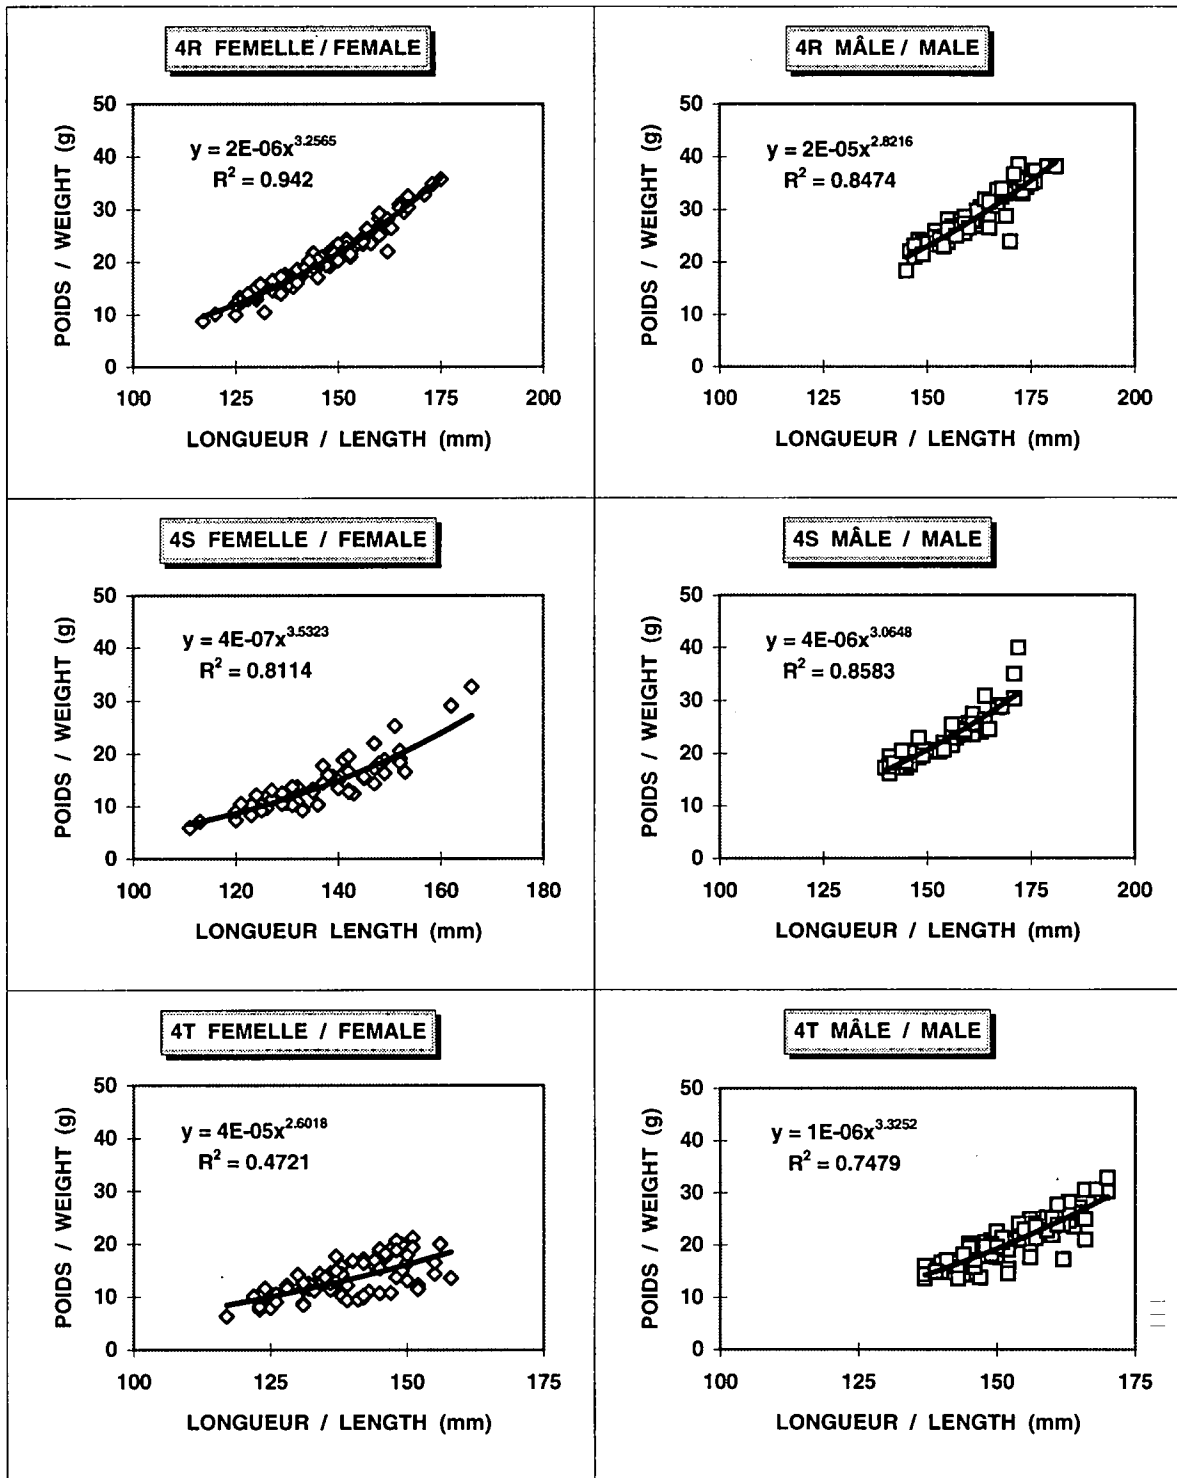 4R FEMELLE / FEMALE
POIDS / WEIGHT (g)
50
40
30
20
10
0
y = 2E-06x^3.2565
R² = 0.942
100 125 150 175 200
LONGUEUR / LENGTH (mm)
4R MÂLE / MALE
POIDS / WEIGHT (g)
50
40
30
20
10
0
y = 2E-05x^2.8216
R² = 0.8474
100 125 150 175 200
LONGUEUR / LENGTH (mm)
4S FEMELLE / FEMALE
POIDS / WEIGHT (g)
50
40
30
20
10
0
y = 4E-07x^3.5323
R² = 0.8114
100 120 140 160 180
LONGUEUR LENGTH (mm)
4S MÂLE / MALE
POIDS / WEIGHT (g)
50
40
30
20
10
0
y = 4E-06x^3.0648
R² = 0.8583
100 125 150 175 200
LONGUEUR / LENGTH (mm)
4T FEMELLE / FEMALE
POIDS / WEIGHT (g)
50
40
30
20
10
0
y = 4E-05x^2.6018
R² = 0.4721
100 125 150 175
LONGUEUR / LENGTH (mm)
4T MÂLE / MALE
POIDS / WEIGHT (g)
50
40
30
20
10
0
y = 1E-06x^3.3252
R² = 0.7479
100 125 150 175
LONGUEUR / LENGTH (mm)